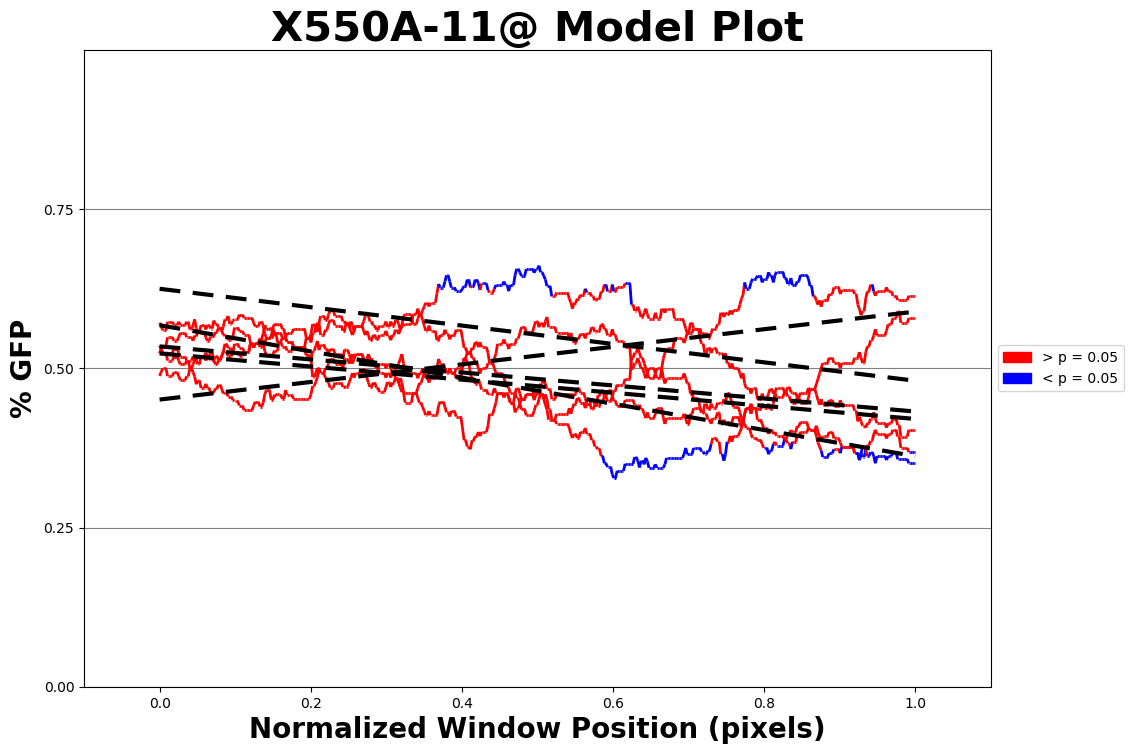 X550A-11@ Model Plot
% GFP
0.75
0.50
0.25
0.00
0.0 0.2 0.4 0.6 0.8 1.0
Normalized Window Position (pixels)
> p = 0.05
< p = 0.05